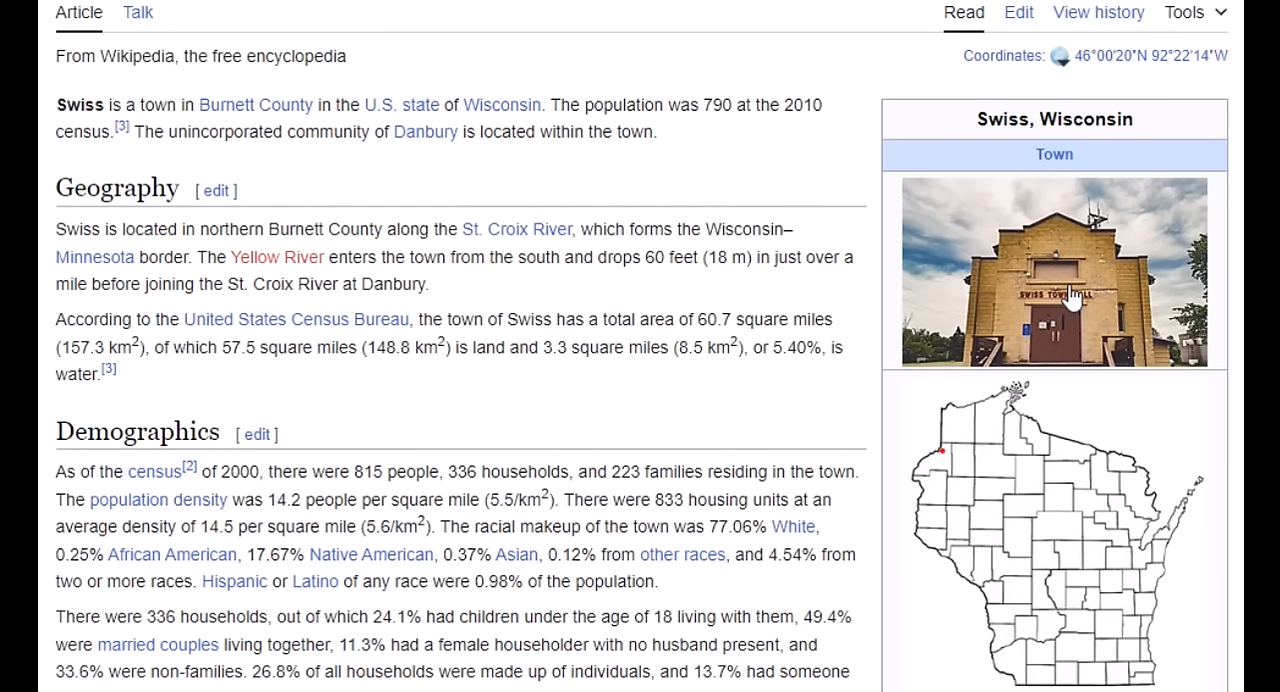 Article Talk Read Edit View history Tools
From Wikipedia, the free encyclopedia
Coordinates: 46°00′20″N 92°22′14″W
Swiss is a town in Burnett County in the U.S. state of Wisconsin. The population was 790 at the 2010
census.[3] The unincorporated community of Danbury is located within the town.
Geography [ edit ]
Swiss is located in northern Burnett County along the St. Croix River, which forms the Wisconsin–
Minnesota border. The Yellow River enters the town from the south and drops 60 feet (18 m) in just over a
mile before joining the St. Croix River at Danbury.
According to the United States Census Bureau, the town of Swiss has a total area of 60.7 square miles
(157.3 km2), of which 57.5 square miles (148.8 km2) is land and 3.3 square miles (8.5 km2), or 5.40%, is
water.[3]
Demographics [ edit ]
As of the census[2] of 2000, there were 815 people, 336 households, and 223 families residing in the town.
The population density was 14.2 people per square mile (5.5/km2). There were 833 housing units at an
average density of 14.5 per square mile (5.6/km2). The racial makeup of the town was 77.06% White,
0.25% African American, 17.67% Native American, 0.37% Asian, 0.12% from other races, and 4.54% from
two or more races. Hispanic or Latino of any race were 0.98% of the population.
There were 336 households, out of which 24.1% had children under the age of 18 living with them, 49.4%
were married couples living together, 11.3% had a female householder with no husband present, and
33.6% were non-families. 26.8% of all households were made up of individuals, and 13.7% had someone
Swiss, Wisconsin
Town
SWISS TOWN